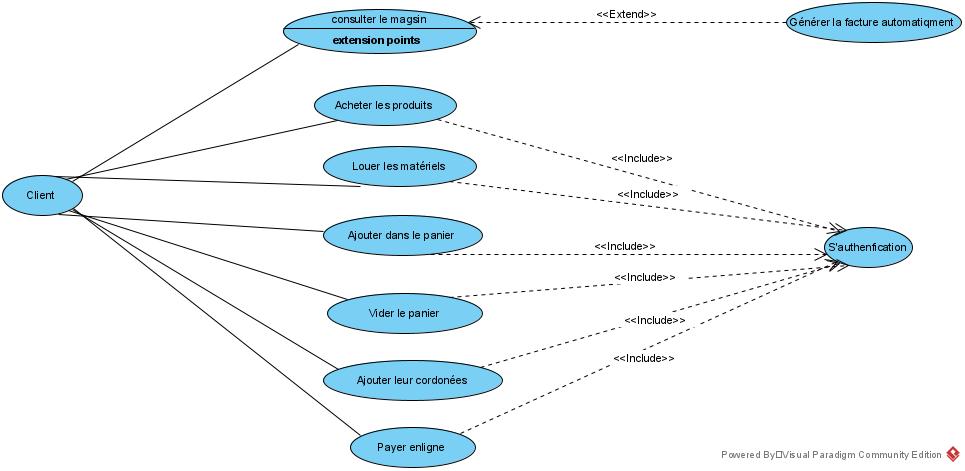 consulter le magsin
extension points
<<Extend>>
Générer la facture automatiqment
Acheter les produits
<<Include>>
Louer les matériels
<<Include>>
Client
Ajouter dans le panier
<<Include>>
S'authenfication
<<Include>>
Vider le panier
<<Include>>
Ajouter leur cordonées
<<Include>>
Payer enligne
Powered By Visual Paradigm Community Edition